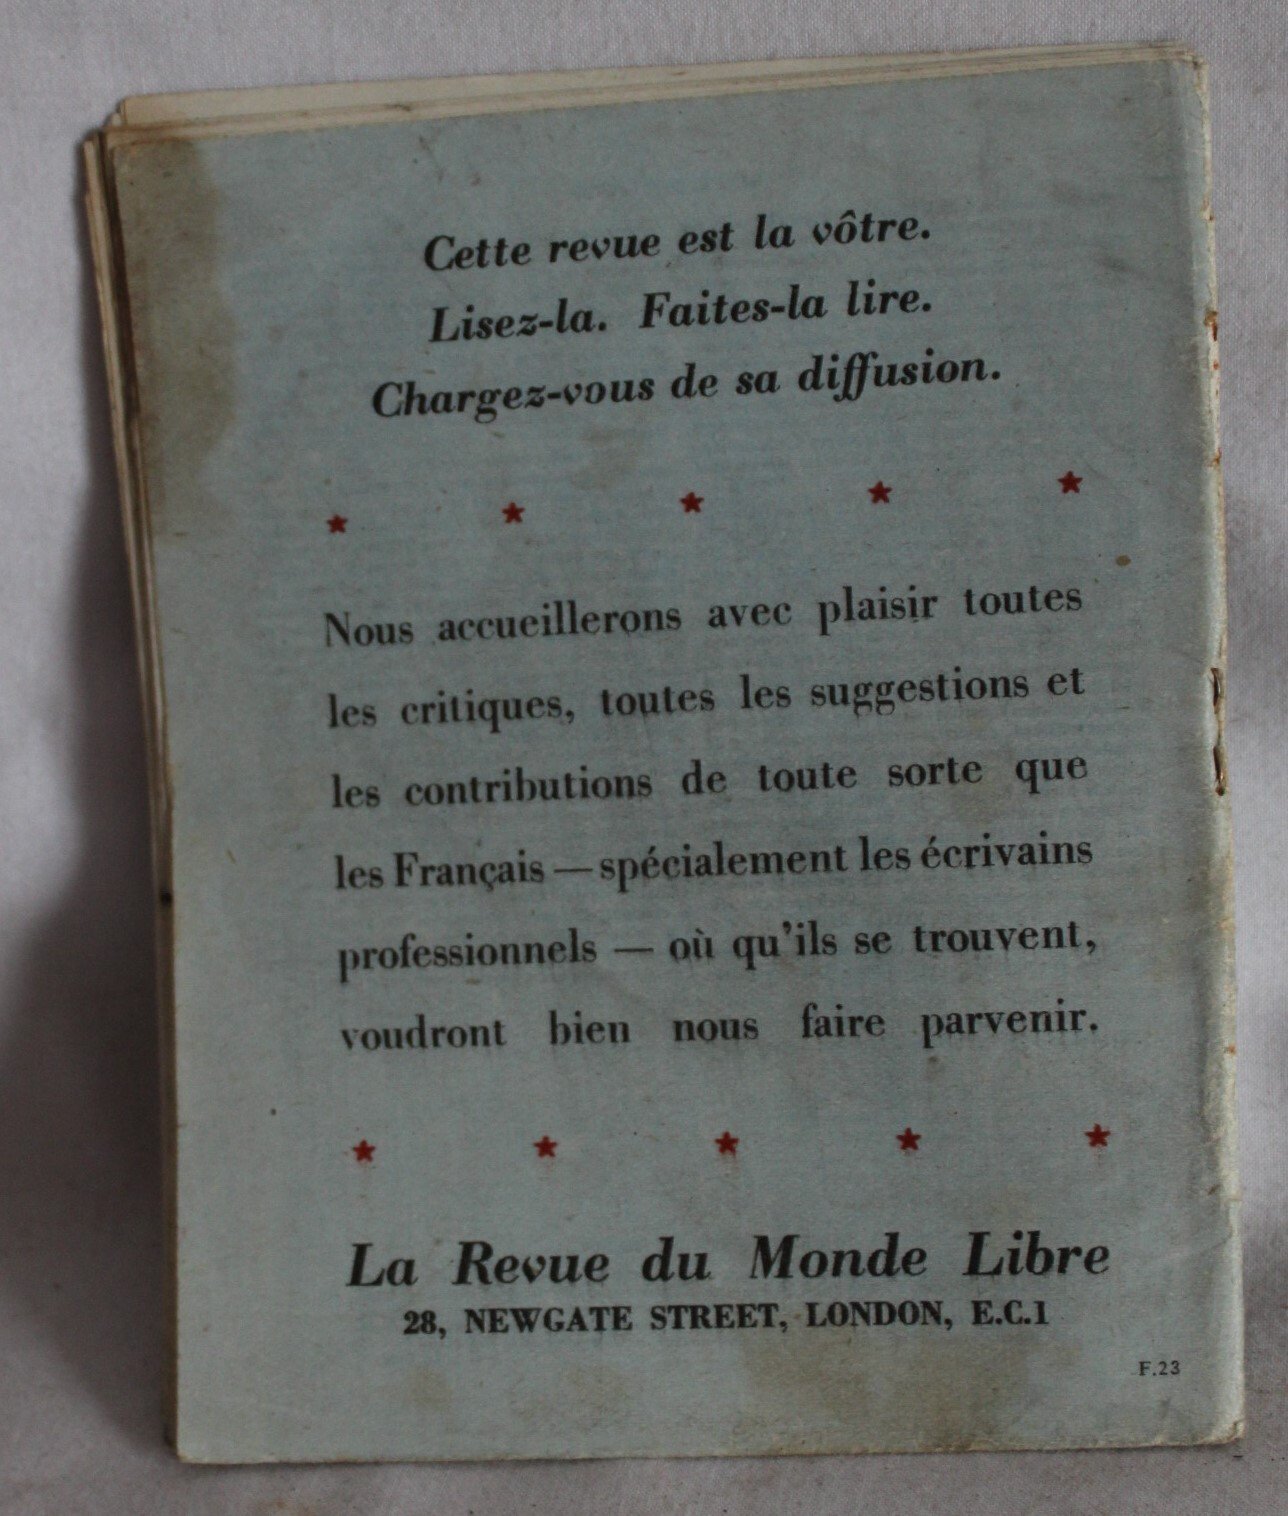 Cette revue est la vôtre.
Lisez-la. Faites-la lire.
Chargez-vous de sa diffusion.
Nous accueillerons avec plaisir toutes
les critiques, toutes les suggestions et
les contributions de toute sorte que
les Français — spécialement les écrivains
professionnels — où qu'ils se trouvent,
voudront bien nous faire parvenir.
La Revue du Monde Libre
28, NEWGATE STREET, LONDON, E.C.1
F.23